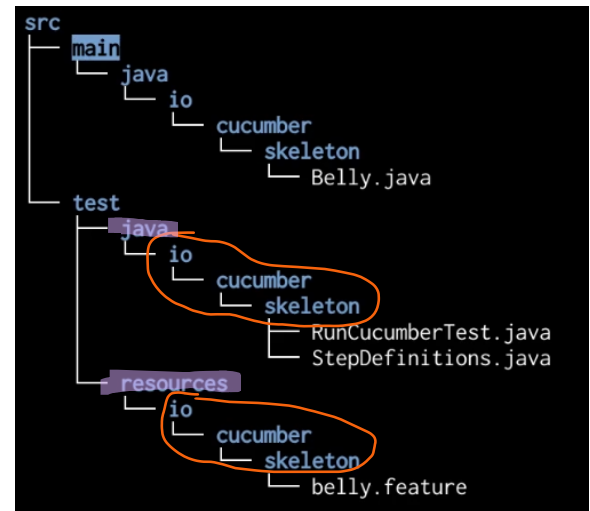 src
main
java
io
cucumber
skeleton
Belly.java
test
java
io
cucumber
skeleton
RunCucumberTest.java
StepDefinitions.java
resources
io
cucumber
skeleton
belly.feature